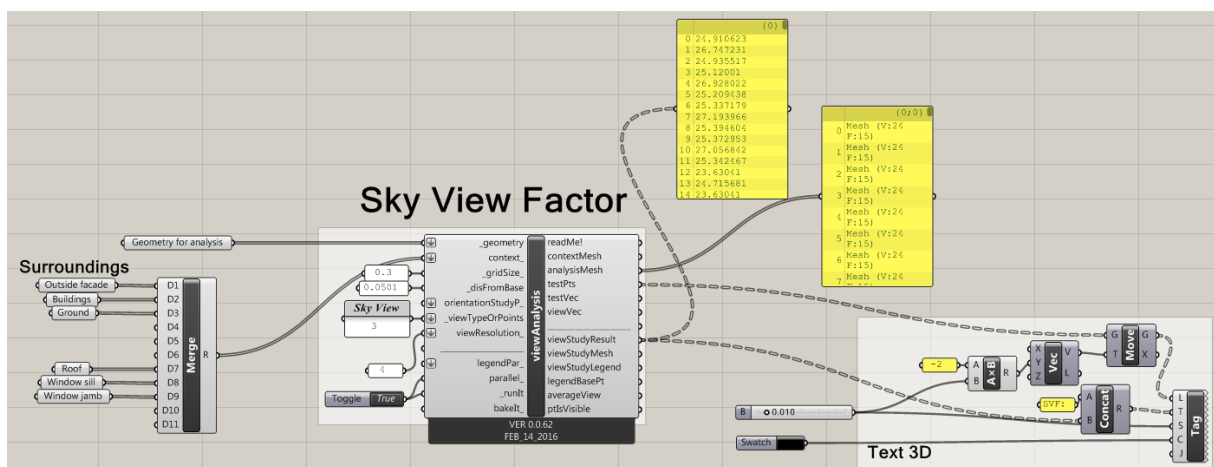 {0}
0 24.910623
1 26.747231
2 24.935517
3 25.12001
4 26.928022
5 25.209438
6 25.337179
7 27.193966
8 25.394604
9 25.372953
10 27.056842
11 25.342467
12 23.63041
13 24.715681
14 23.63041
{0;0}
0 Mesh (V:24 F:15)
1 Mesh (V:24 F:15)
2 Mesh (V:24 F:15)
3 Mesh (V:24 F:15)
4 Mesh (V:24 F:15)
5 Mesh (V:24 F:15)
6 Mesh (V:24 F:15)
7 Mesh (V:24
Sky View Factor
Geometry for analysis
Surroundings
Outside facade
Buildings
Ground
Roof
Window sill
Window jamb
D1
D2
D3
D4
D5
D6
D7
D8
D9
D10
D11
Merge
R
0.3
0.0501
Sky View
3
4
Toggle True
_geometry
context_
_gridSize_
_disFromBase
orientationStudyP_
_viewTypeOrPoints
viewResolution_
legendPar_
parallel_
_runIt
bakeIt_
viewAnalysis
readMe!
contextMesh
analysisMesh
testPts
testVec
viewVec
viewStudyResult
viewStudyMesh
viewStudyLegend
legendBasePt
averageView
ptIsVisible
VER 0.0.62
FEB_14_2016
-2
A
B
A×B
R
X
Y
Z
Vec
V
L
G
T
Move
G
X
B 0.010
SVF:
A
B
Concat
R
Swatch
L
T
S
C
J
Tag
Text 3D